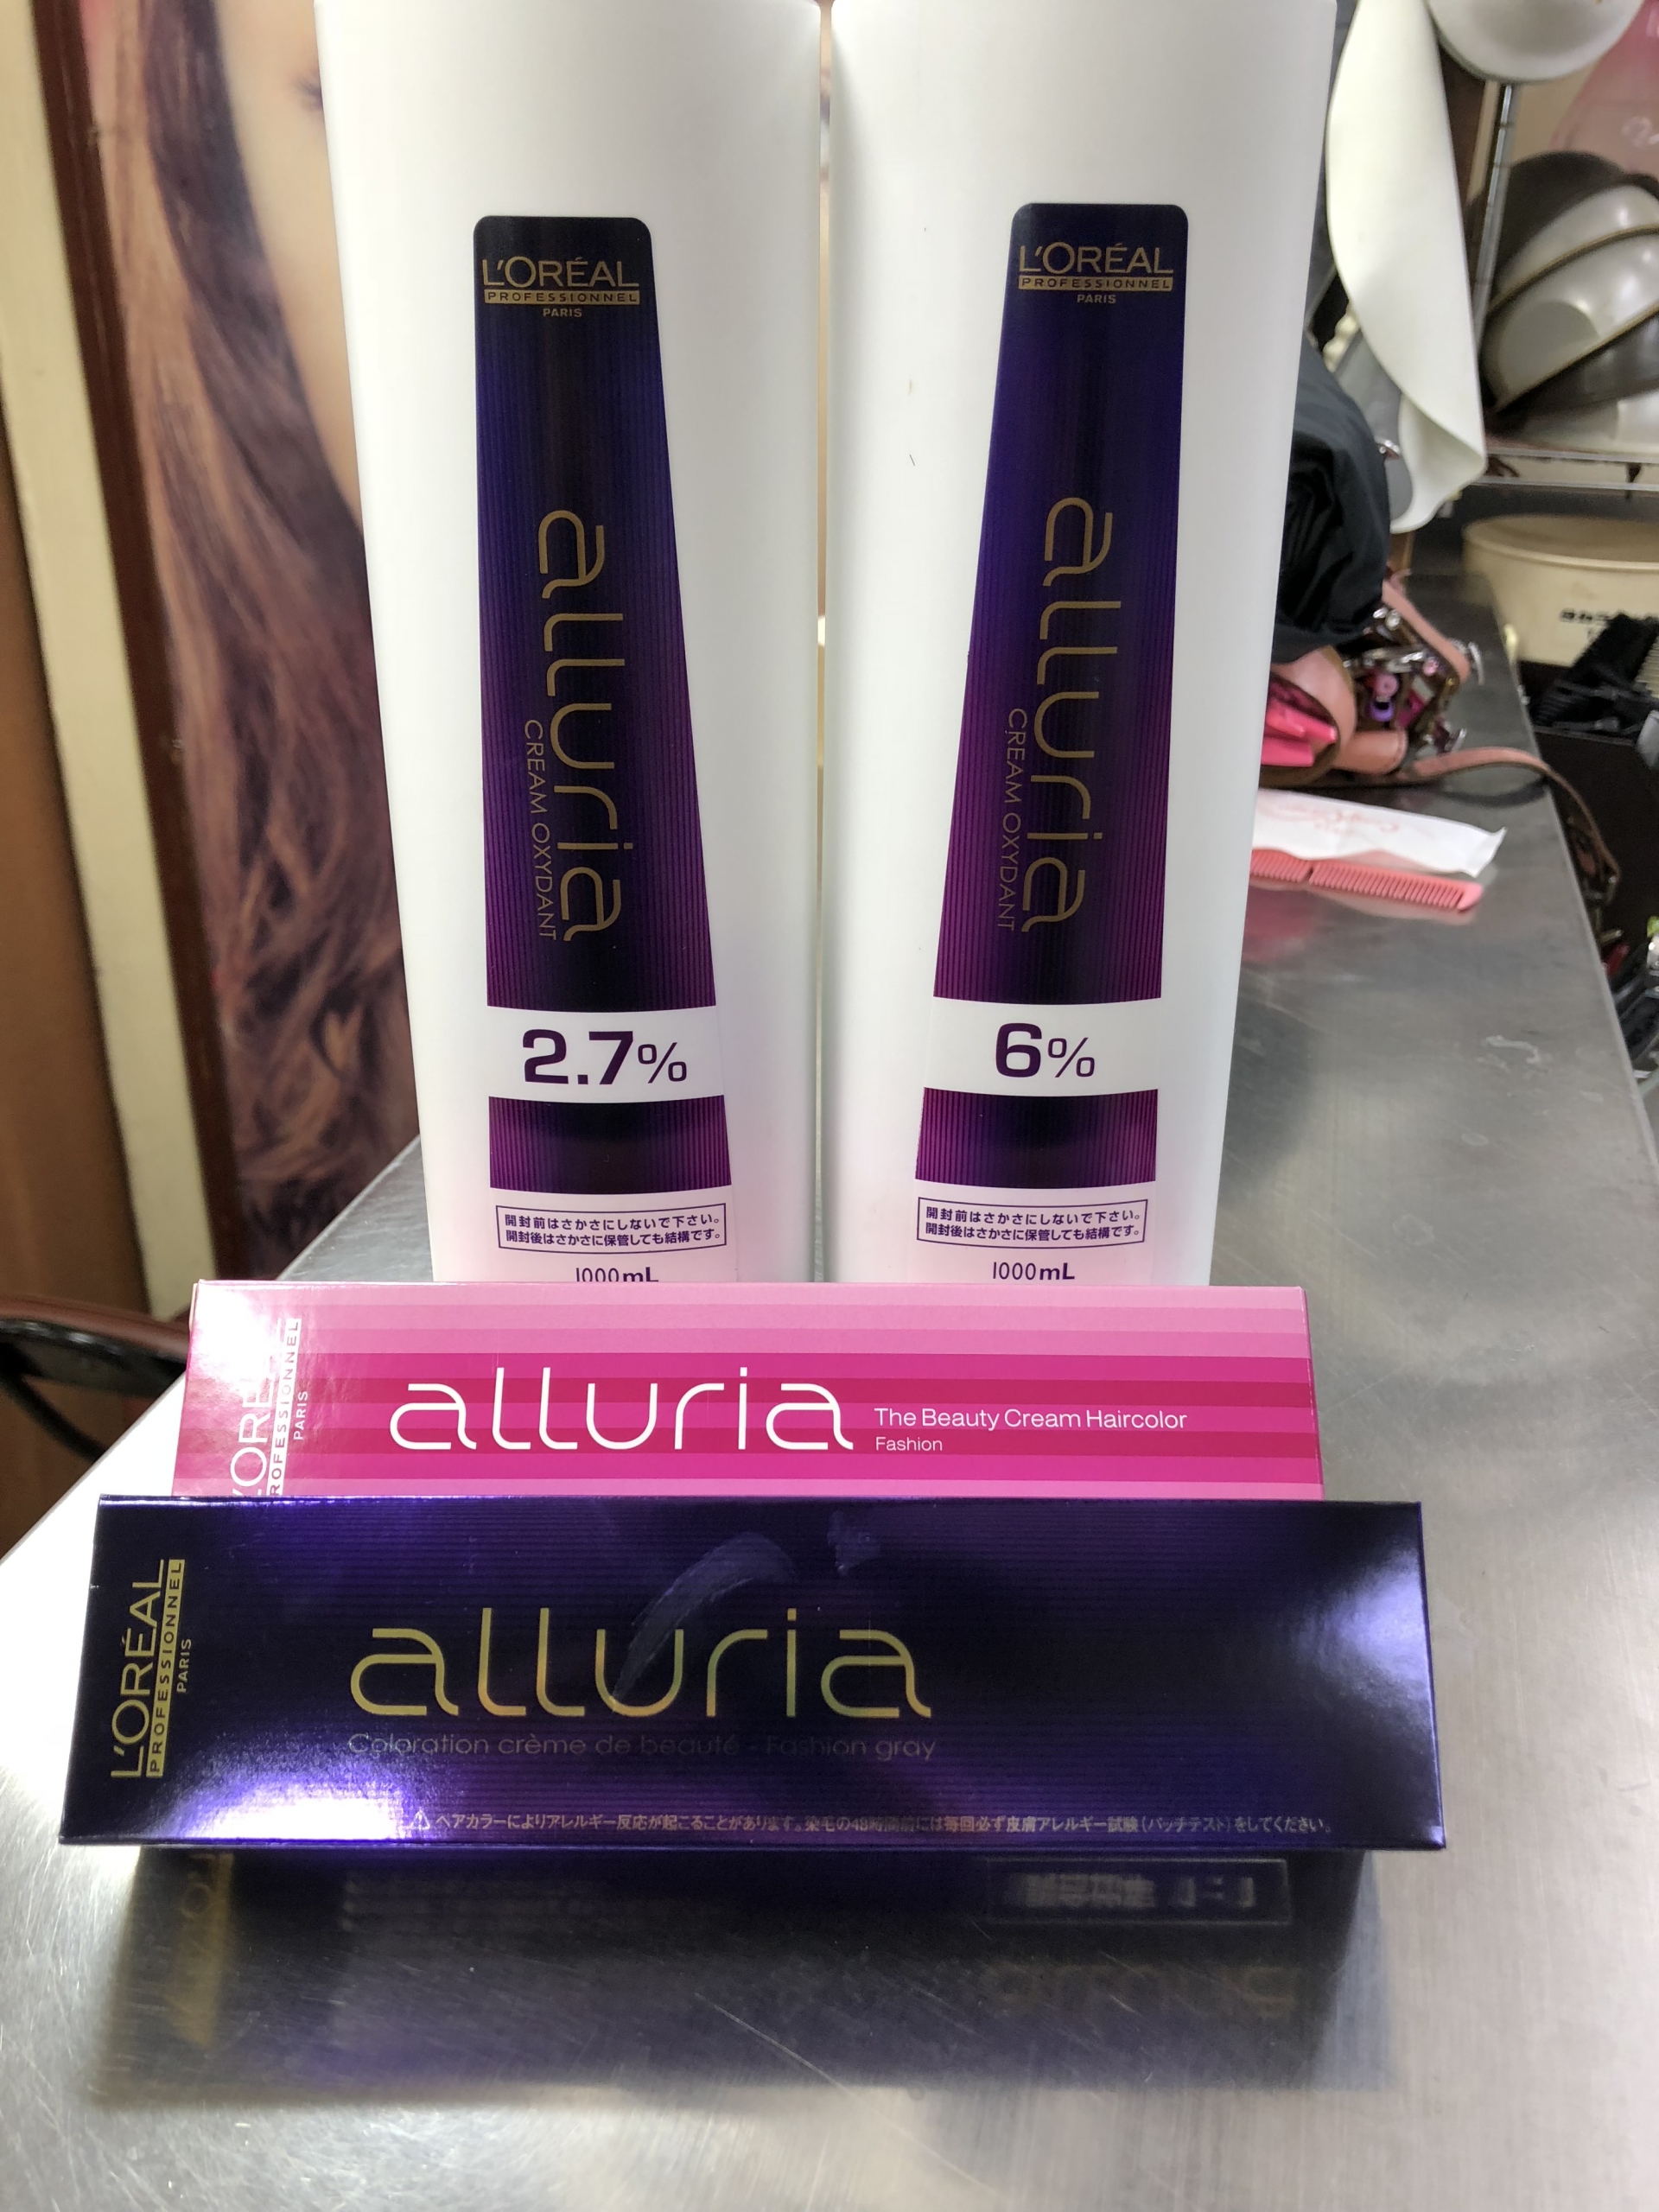 L'ORÉAL
PROFESSIONNEL
PARIS
alluria
CREAM OXYDANT
2.7%
開封前はさかさにしないで下さい。
開封後はさかさに保管しても結構です。
1000mL
L'ORÉAL
PROFESSIONNEL
PARIS
alluria
CREAM OXYDANT
6%
開封前はさかさにしないで下さい。
開封後はさかさに保管しても結構です。
1000mL
PARIS
alluria
The Beauty Cream Haircolor
Fashion
L'ORÉAL
PROFESSIONNEL
PARIS
alluria
Coloration crème de beauté - Fashion gray
ヘアカラーによりアレルギー反応が起こることがあります。染毛の48時間前には毎回必ず皮膚アレルギー試験(パッチテスト)をしてください。